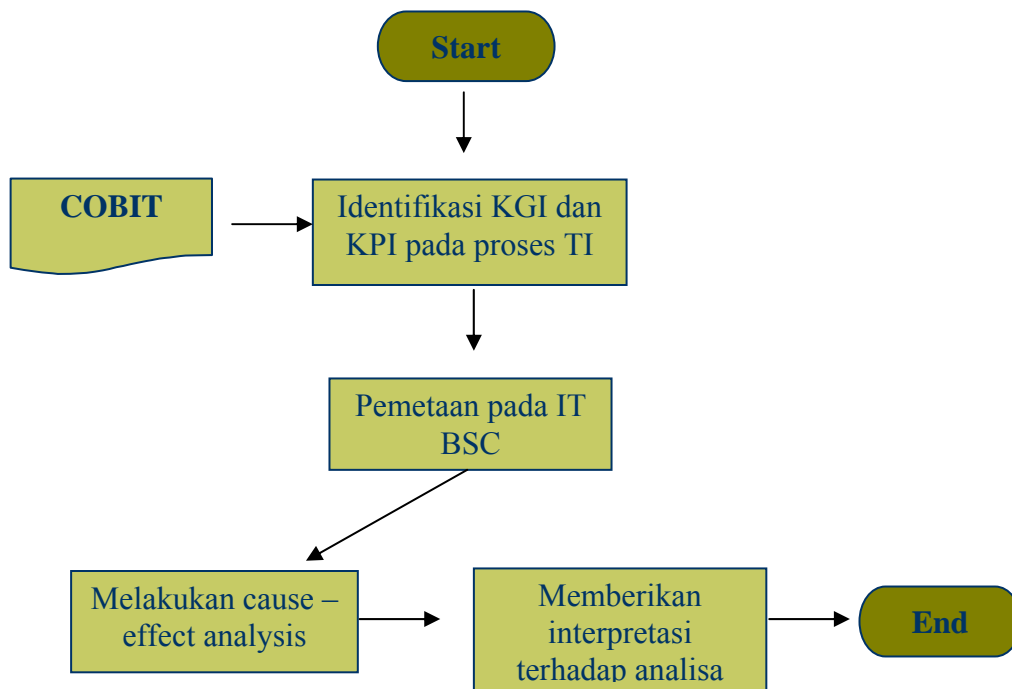 Start
COBIT
Identifikasi KGI dan
KPI pada proses TI
Pemetaan pada IT
BSC
Melakukan cause –
effect analysis
Memberikan
interpretasi
terhadap analisa
End